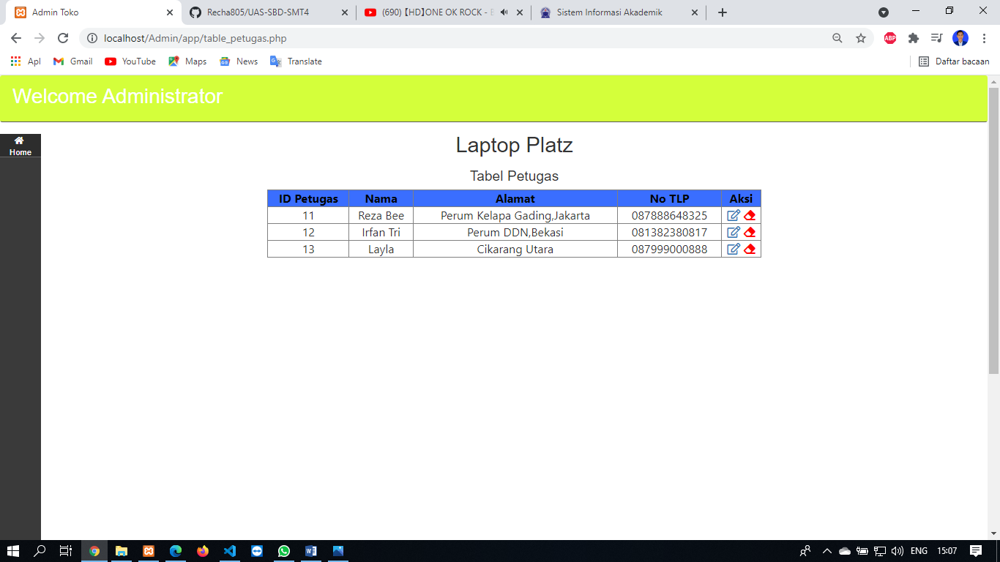 Admin Toko
Recha805/UAS-SBD-SMT4
(690) 【HD】ONE OK ROCK -
Sistem Informasi Akademik
localhost/Admin/app/table_petugas.php
ABP
Apl Gmail YouTube Maps News Translate Daftar bacaan
Welcome Administrator
Home
Laptop Platz
Tabel Petugas
ID Petugas Nama Alamat No TLP Aksi
11 Reza Bee Perum Kelapa Gading,Jakarta 087888648325
12 Irfan Tri Perum DDN,Bekasi 081382380817
13 Layla Cikarang Utara 087999000888
ENG 15:07